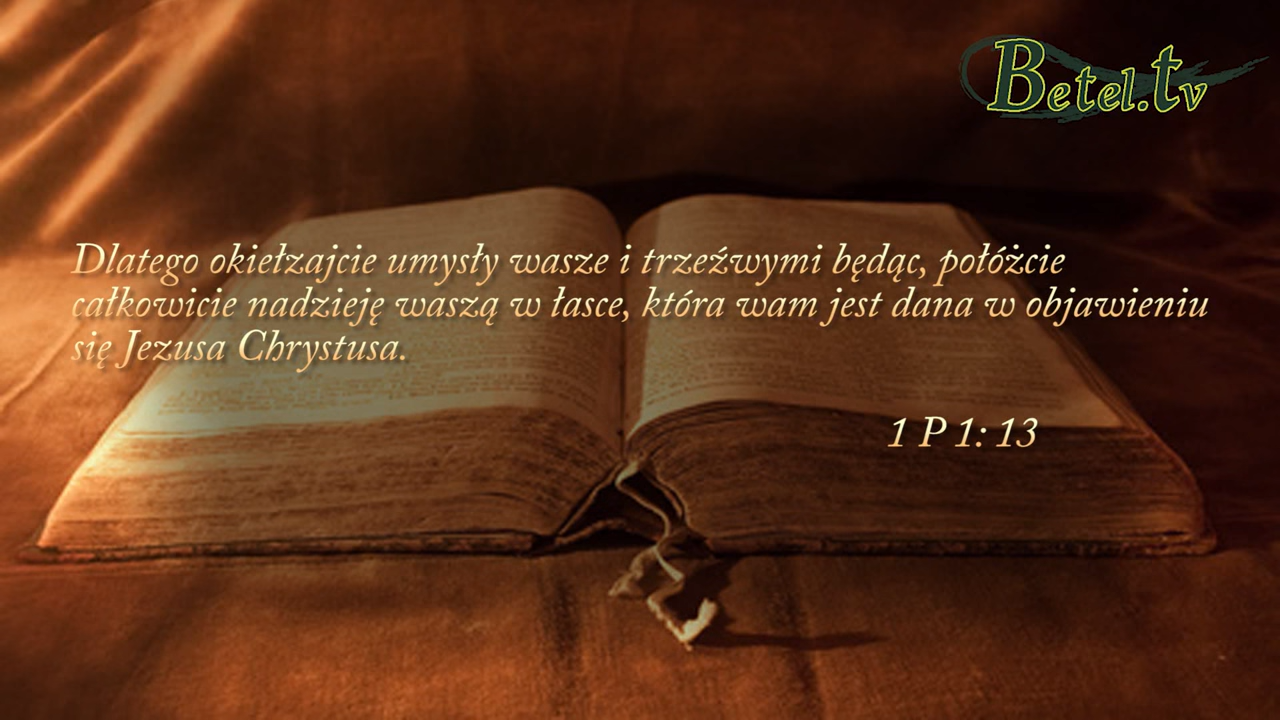 Betel.tv
Dlatego okiełzajcie umysły wasze i trzeźwymi będąc, połóżcie
całkowicie nadzieję waszą w łasce, która wam jest dana w objawieniu
się Jezusa Chrystusa.
1 P 1: 13